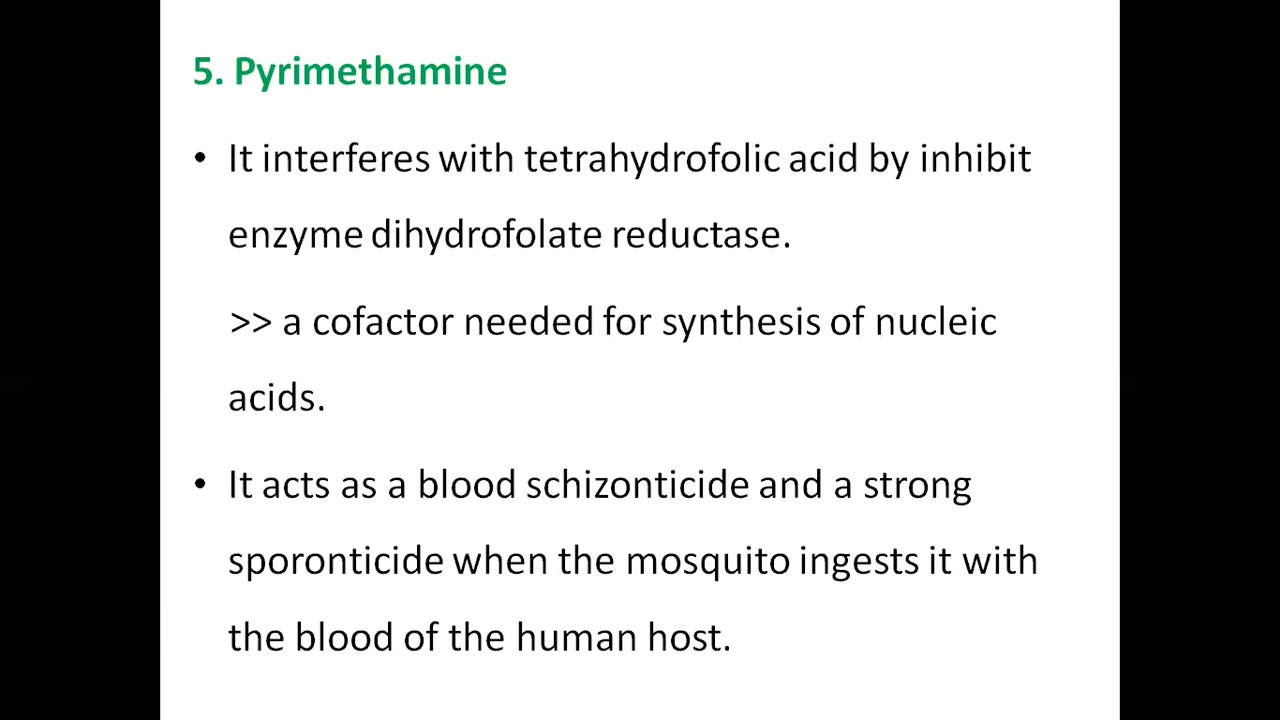 5. Pyrimethamine
• It interferes with tetrahydrofolic acid by inhibit
enzyme dihydrofolate reductase.
>> a cofactor needed for synthesis of nucleic
acids.
• It acts as a blood schizonticide and a strong
sporonticide when the mosquito ingests it with
the blood of the human host.